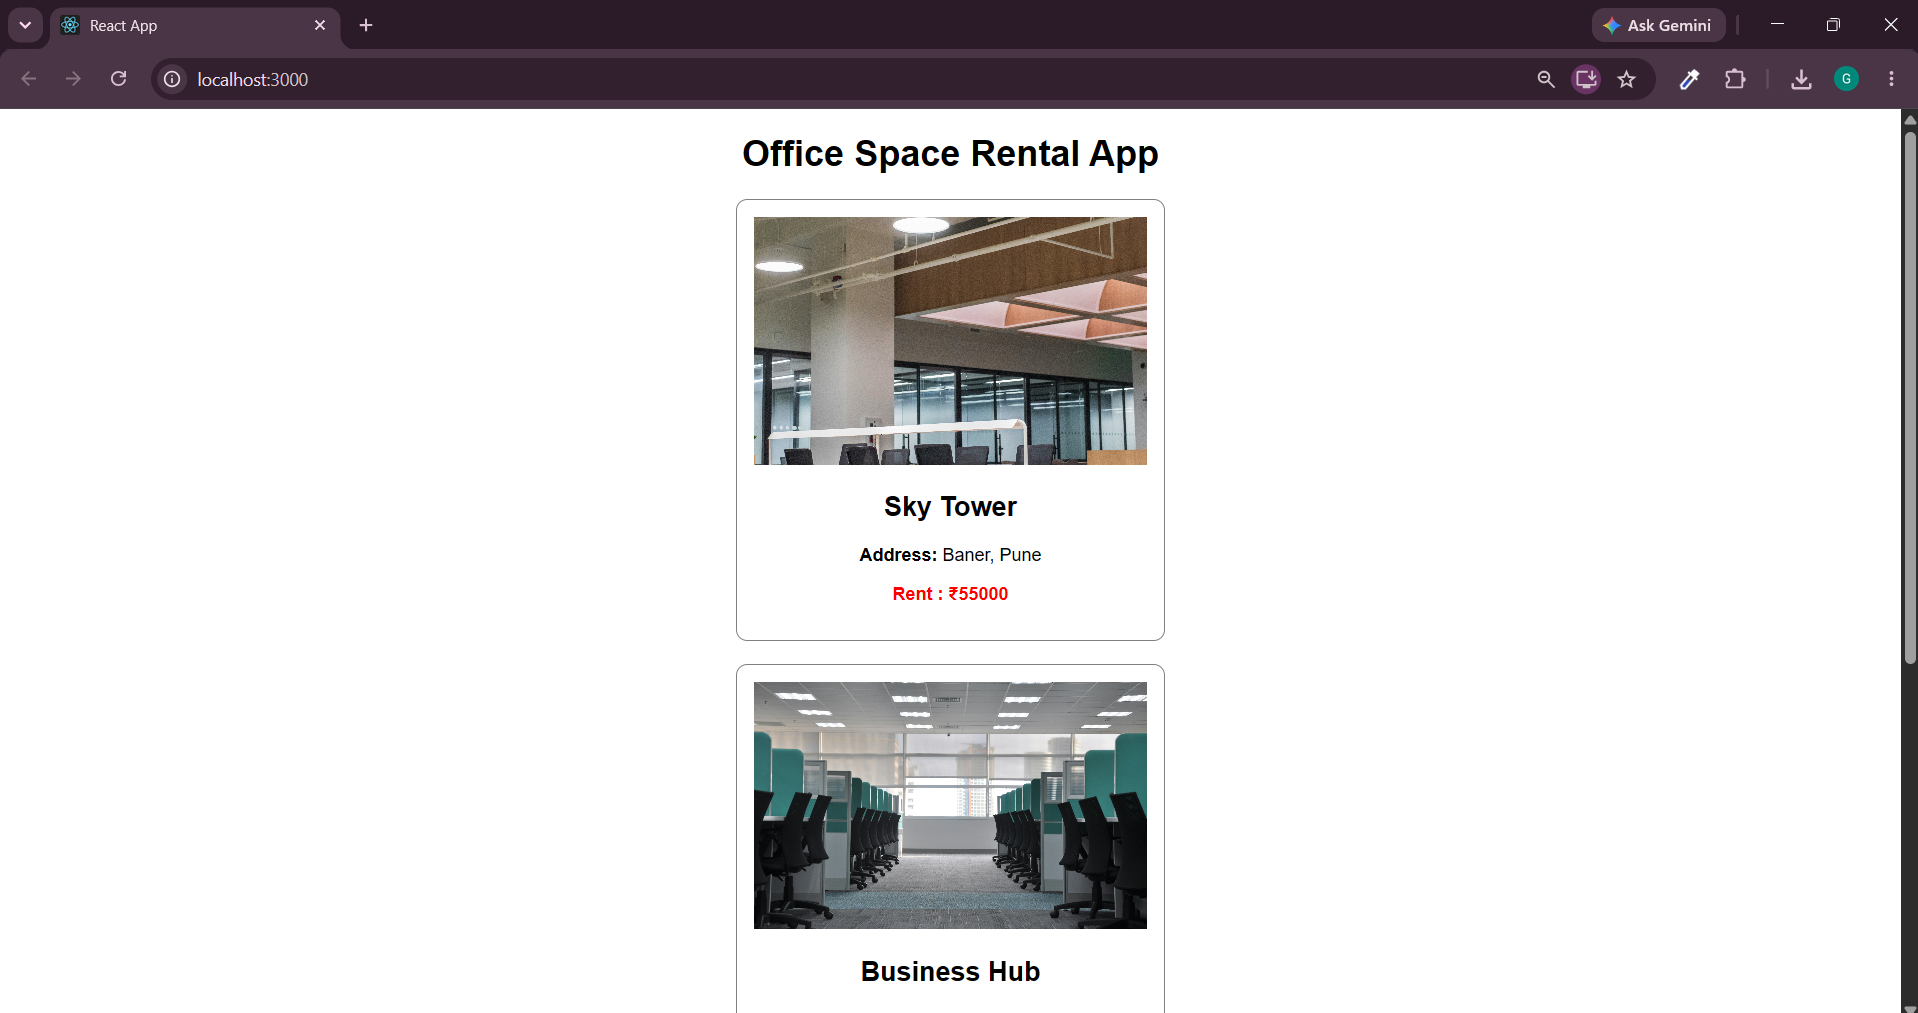 React App
Ask Gemini
localhost:3000
G
Office Space Rental App
Sky Tower
Address: Baner, Pune
Rent : ₹55000
Business Hub